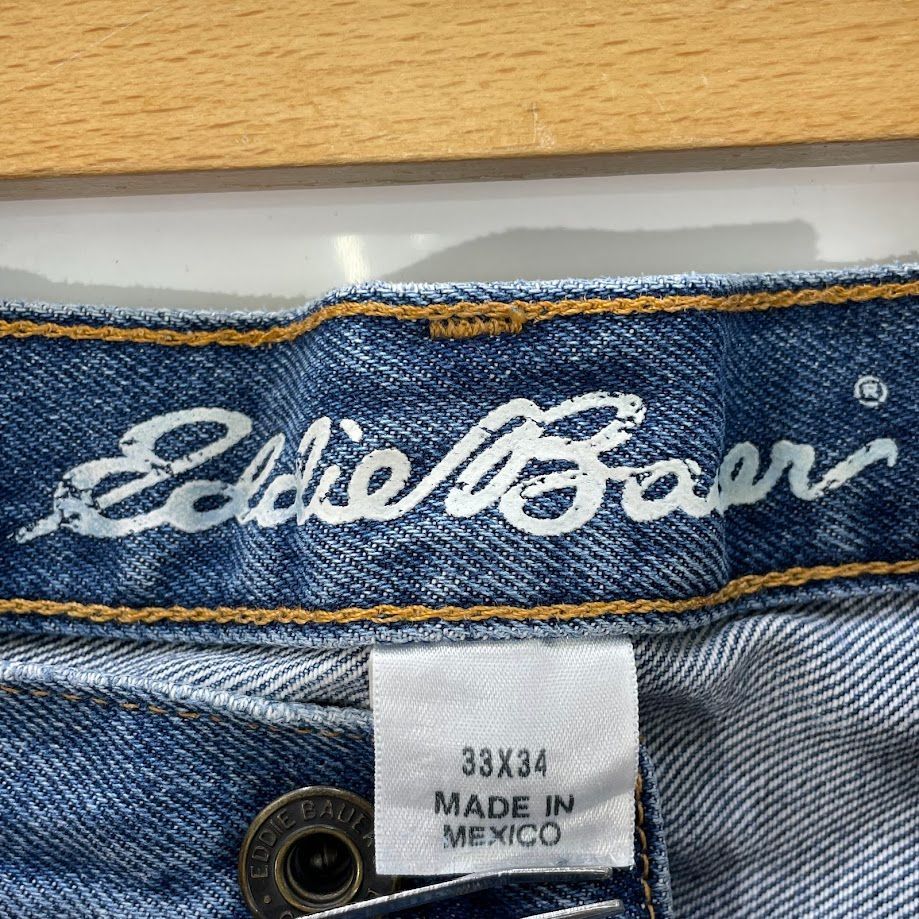 Eddie Bauer ®
33X34
MADE IN
MEXICO
EDDIE BAUER